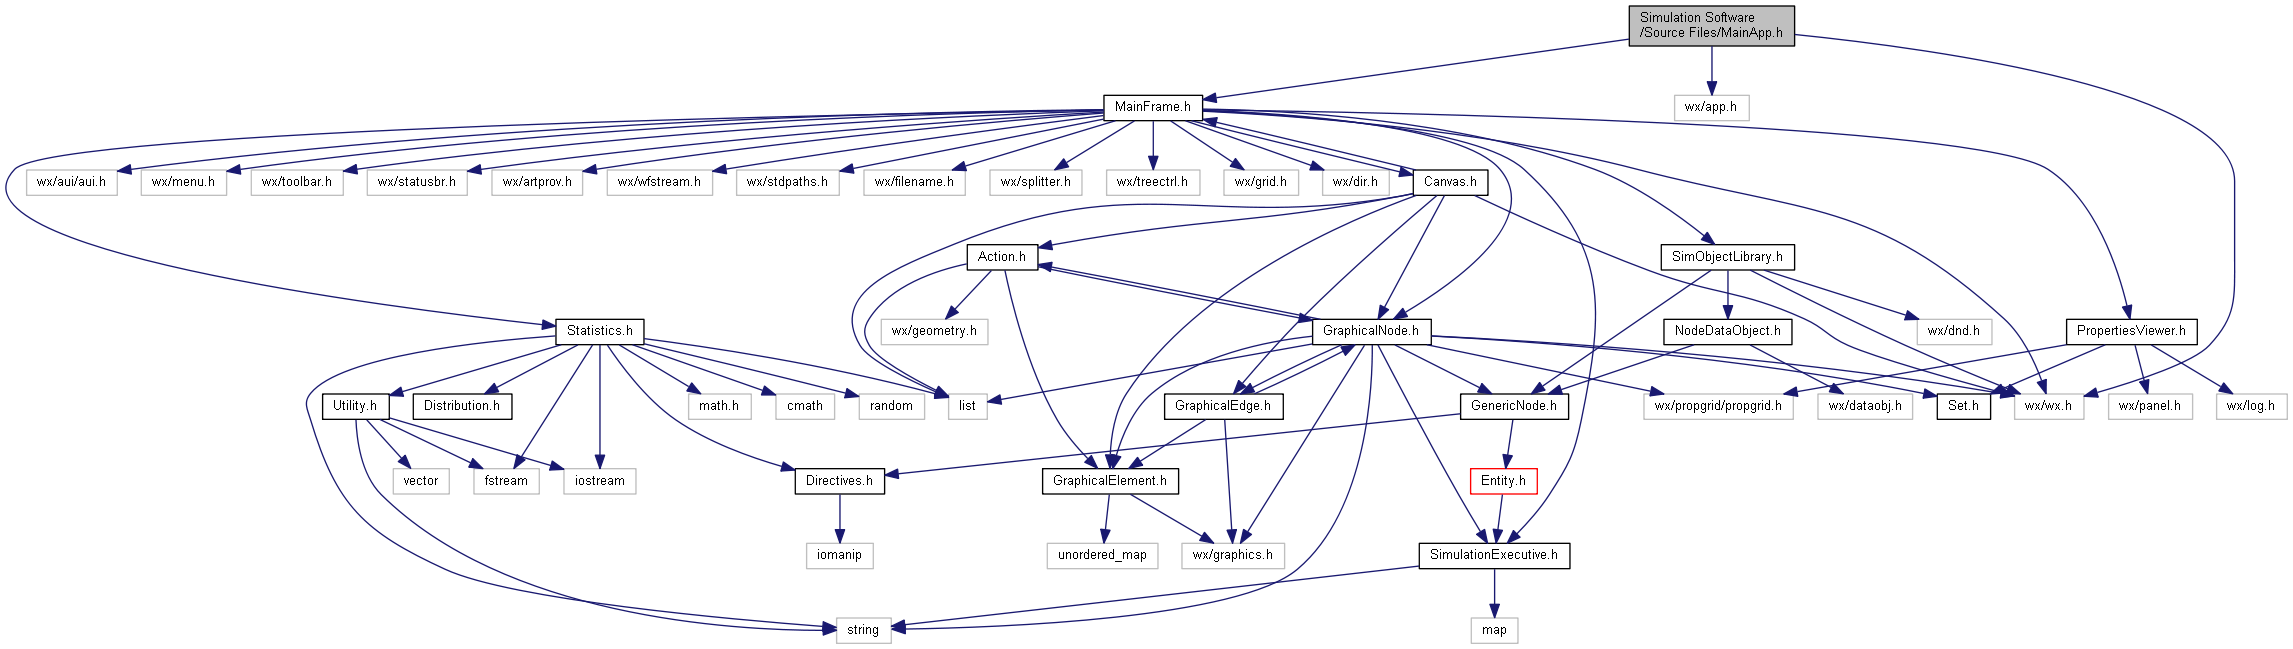 Simulation Software
/Source Files/MainApp.h
MainFrame.h
wx/app.h
wx/aui/aui.h
wx/menu.h
wx/toolbar.h
wx/statusbr.h
wx/artprov.h
wx/wfstream.h
wx/stdpaths.h
wx/filename.h
wx/splitter.h
wx/treectrl.h
wx/grid.h
wx/dir.h
Canvas.h
Action.h
SimObjectLibrary.h
Statistics.h
wx/geometry.h
GraphicalNode.h
NodeDataObject.h
wx/dnd.h
PropertiesViewer.h
Utility.h
Distribution.h
math.h
cmath
random
list
GraphicalEdge.h
GenericNode.h
wx/propgrid/propgrid.h
wx/dataobj.h
Set.h
wx/wx.h
wx/panel.h
wx/log.h
vector
fstream
iostream
Directives.h
GraphicalElement.h
Entity.h
iomanip
unordered_map
wx/graphics.h
SimulationExecutive.h
string
map